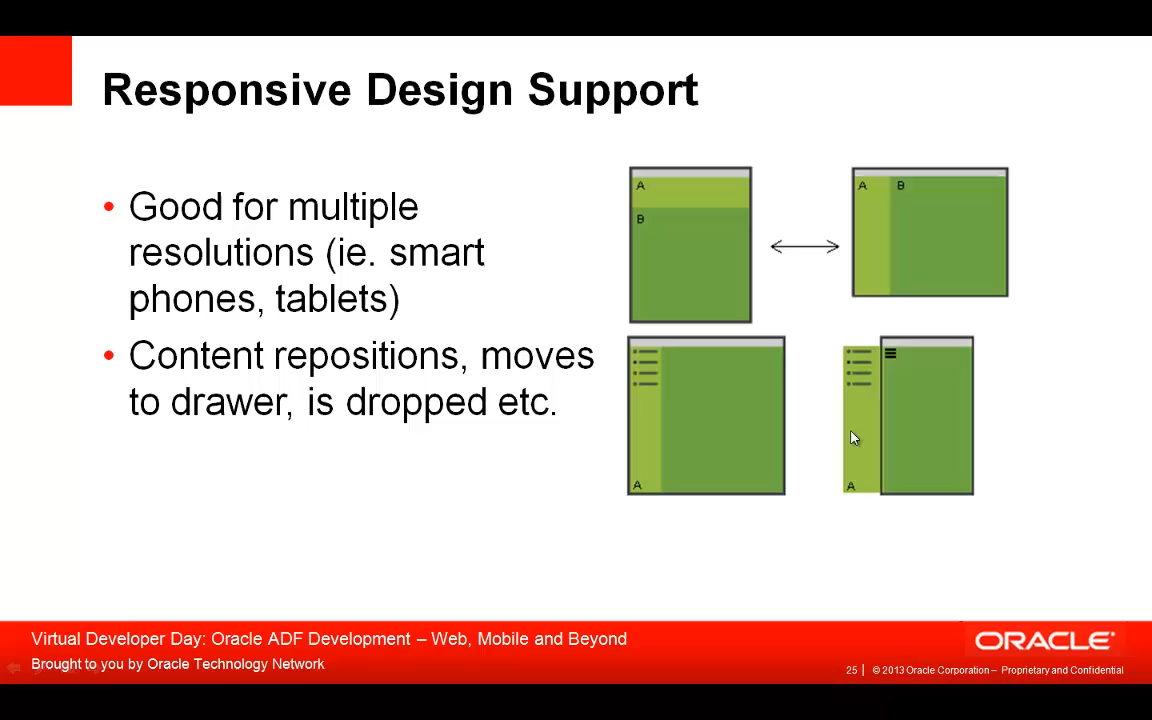 Responsive Design Support
• Good for multiple
resolutions (ie. smart
phones, tablets)
• Content repositions, moves
to drawer, is dropped etc.
A
B
A B
A
A
Virtual Developer Day: Oracle ADF Development – Web, Mobile and Beyond
Brought to you by Oracle Technology Network
ORACLE®
25 | © 2013 Oracle Corporation – Proprietary and Confidential